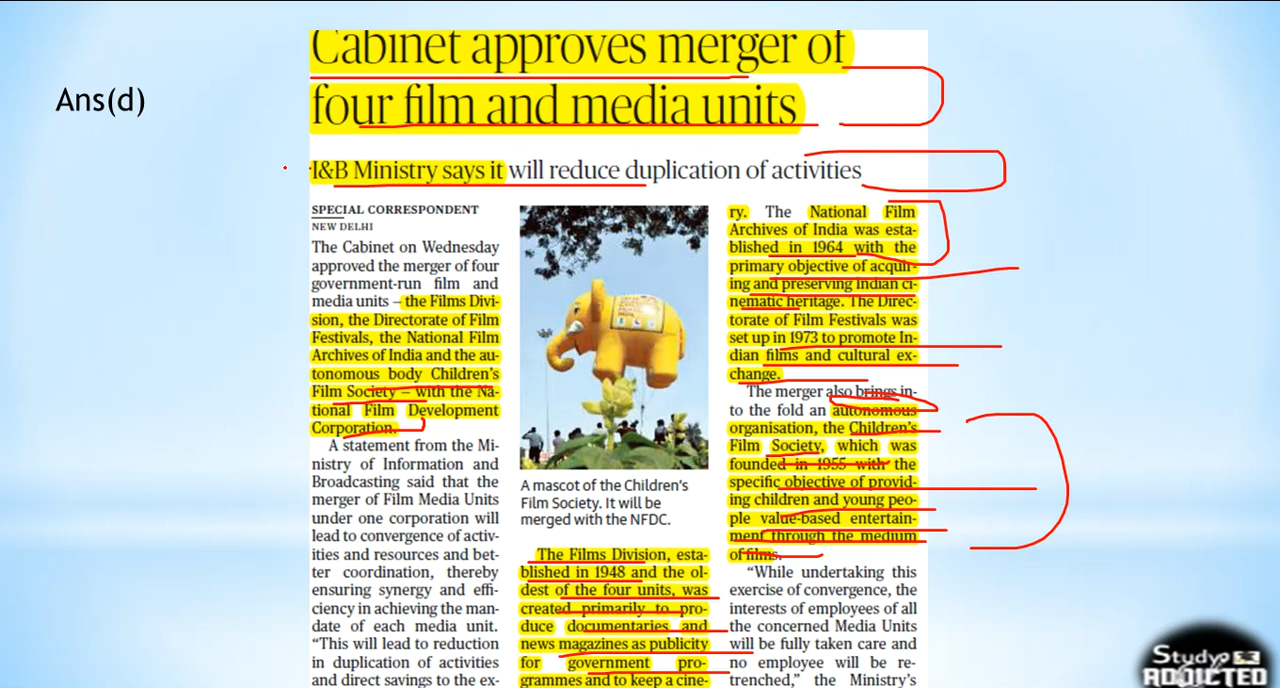 Cabinet approves merger of
four film and media units
Ans(d)
I&B Ministry says it will reduce duplication of activities
SPECIAL CORRESPONDENT
NEW DELHI
The Cabinet on Wednesday
approved the merger of four
government-run film and
media units – the Films Divi-
sion, the Directorate of Film
Festivals, the National Film
Archives of India and the au-
tonomous body Children's
Film Society – with the Na-
tional Film Development
Corporation.
A statement from the Mi-
nistry of Information and
Broadcasting said that the
merger of Film Media Units
under one corporation will
lead to convergence of activ-
ities and resources and bet-
ter coordination, thereby
ensuring synergy and effi-
ciency in achieving the man-
date of each media unit.
"This will lead to reduction
in duplication of activities
and direct savings to the ex-
A mascot of the Children's
Film Society. It will be
merged with the NFDC.
The Films Division, esta-
blished in 1948 and the ol-
dest of the four units, was
created primarily to pro-
duce documentaries and
news magazines as publicity
for government pro-
grammes and to keep a cine-
ry. The National Film
Archives of India was esta-
blished in 1964 with the
primary objective of acquir-
ing and preserving Indian ci-
nematic heritage. The Direc-
torate of Film Festivals was
set up in 1973 to promote In-
dian films and cultural ex-
change.
The merger also brings in-
to the fold an autonomous
organisation, the Children's
Film Society, which was
founded in 1955 with the
specific objective of provid-
ing children and young peo-
ple value-based entertain-
ment through the medium
of films.
"While undertaking this
exercise of convergence, the
interests of employees of all
the concerned Media Units
will be fully taken care and
no employee will be re-
trenched," the Ministry's
Study
ADDICTED